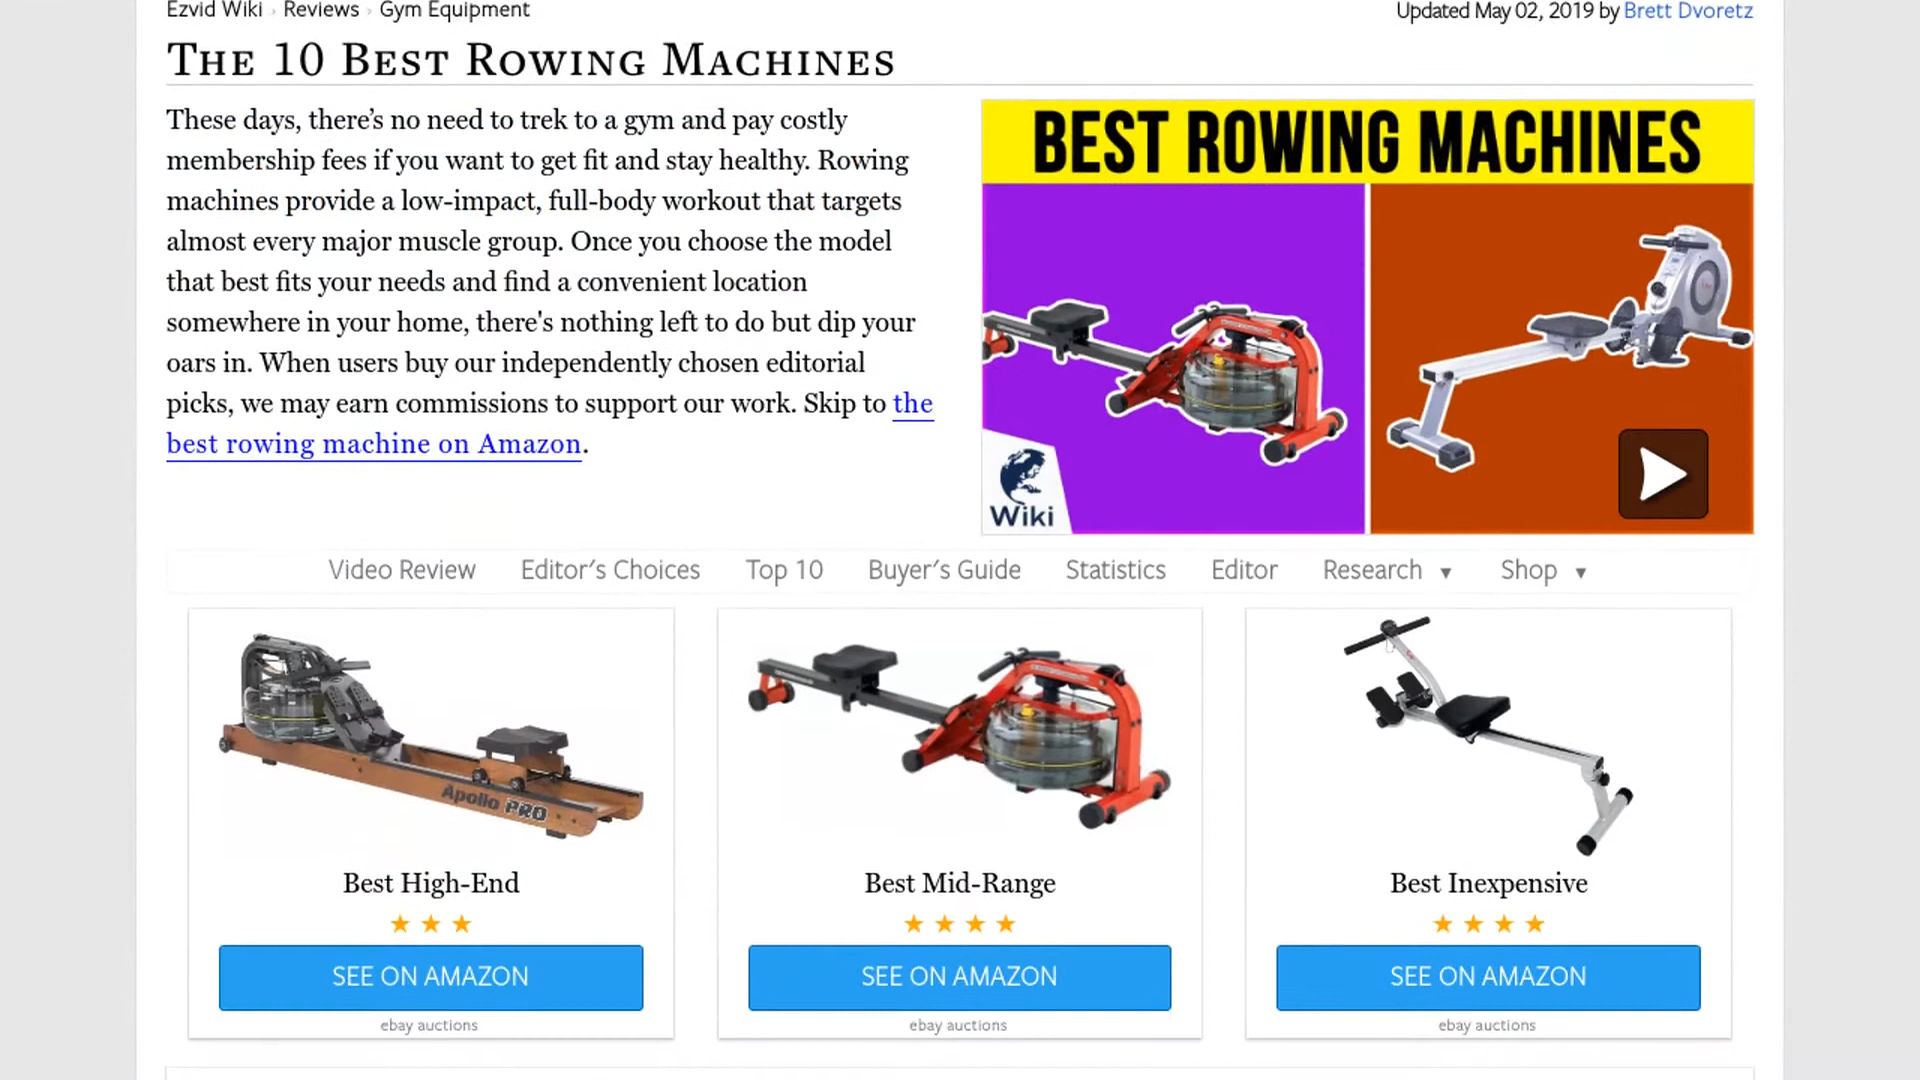 Ezvid Wiki › Reviews › Gym Equipment
Updated May 02, 2019 by Brett Dvoretz
The 10 Best Rowing Machines
These days, there’s no need to trek to a gym and pay costly
membership fees if you want to get fit and stay healthy. Rowing
machines provide a low-impact, full-body workout that targets
almost every major muscle group. Once you choose the model
that best fits your needs and find a convenient location
somewhere in your home, there's nothing left to do but dip your
oars in. When users buy our independently chosen editorial
picks, we may earn commissions to support our work. Skip to the
best rowing machine on Amazon.
BEST ROWING MACHINES
Wiki
Video Review Editor’s Choices Top 10 Buyer’s Guide Statistics Editor Research ▼ Shop ▼
Apollo PRO
Best High-End
Best Mid-Range
Best Inexpensive
SEE ON AMAZON
SEE ON AMAZON
SEE ON AMAZON
ebay auctions
ebay auctions
ebay auctions